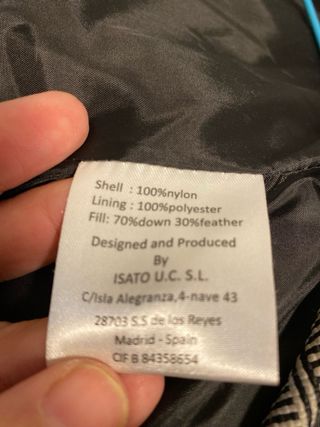 Shell : 100%nylon
Lining : 100%polyester
Fill: 70%down 30%feather
Designed and Produced
By
ISATO U.C. S.L.
C/Isla Alegranza,4-nave 43
28703 S.S de los Reyes
Madrid - Spain
CIF B 84358654